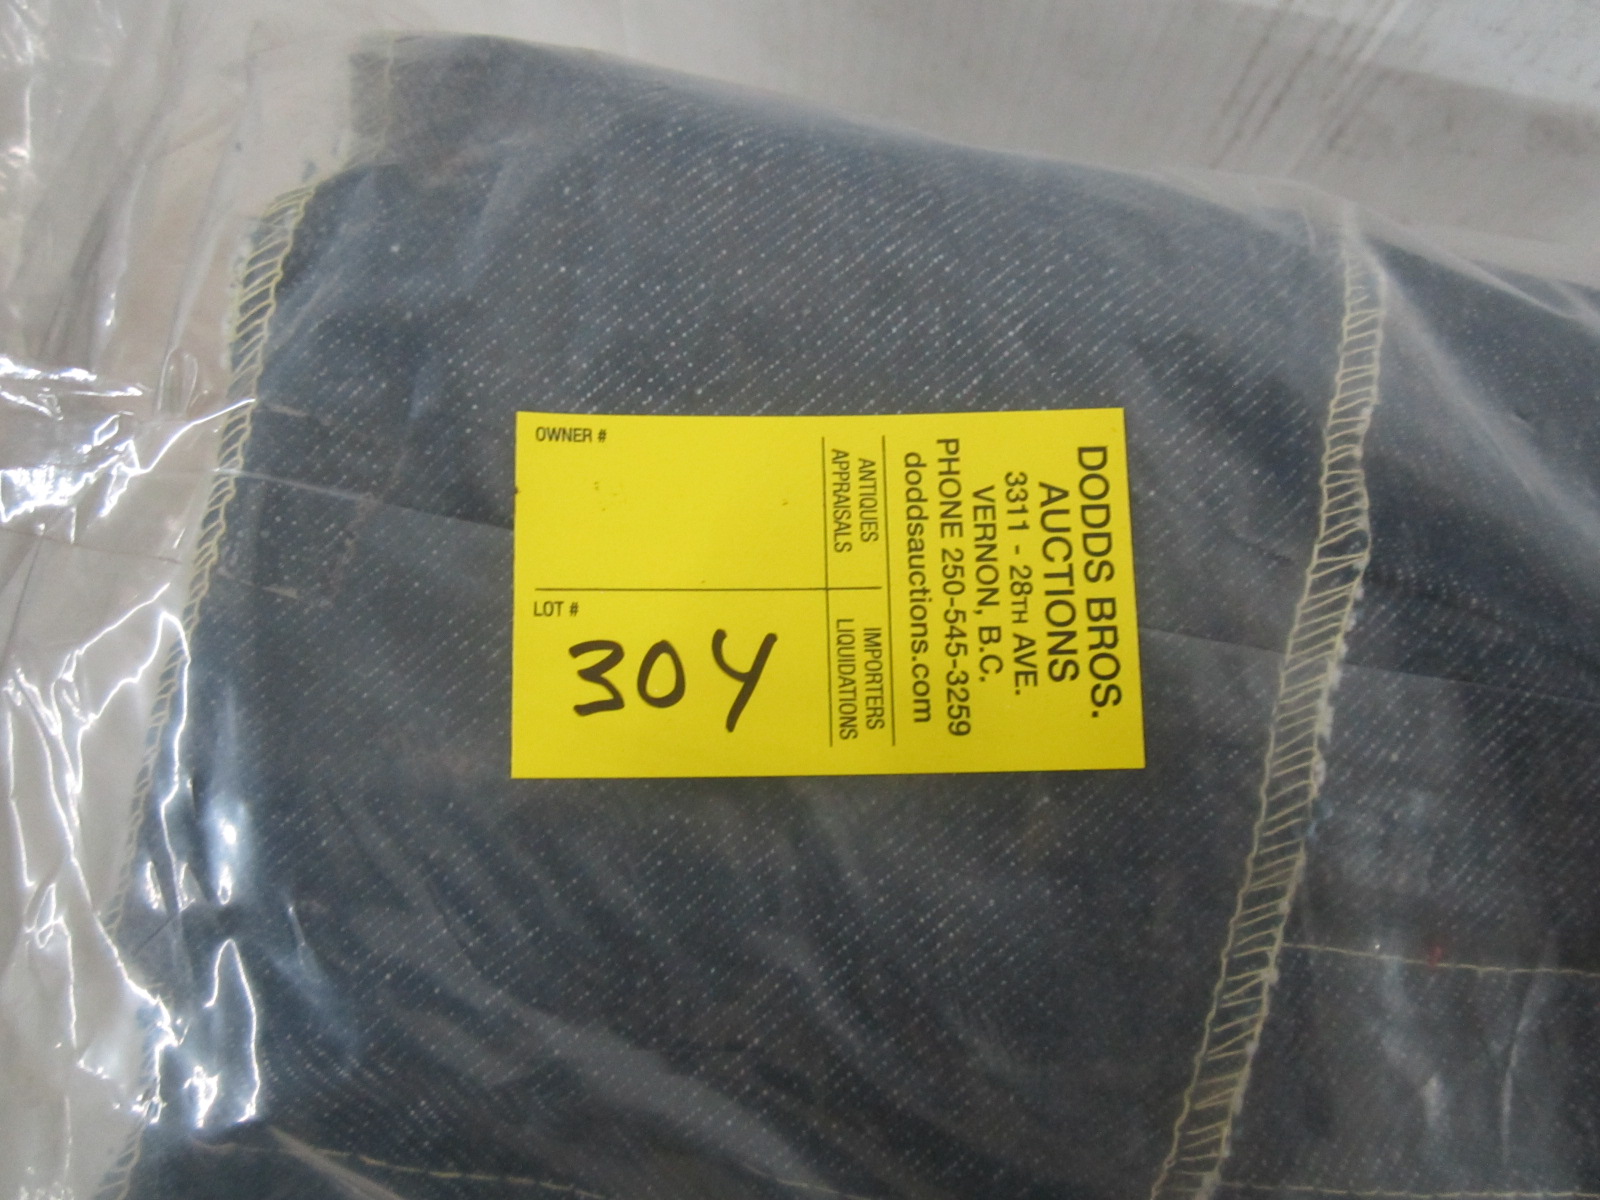 DODDS BROS.
AUCTIONS
3311 - 28TH AVE.
VERNON, B.C.
PHONE 250-545-3259
doddsauctions.com
ANTIQUES
APPRAISALS
IMPORTERS
LIQUIDATIONS
OWNER #
LOT #
304